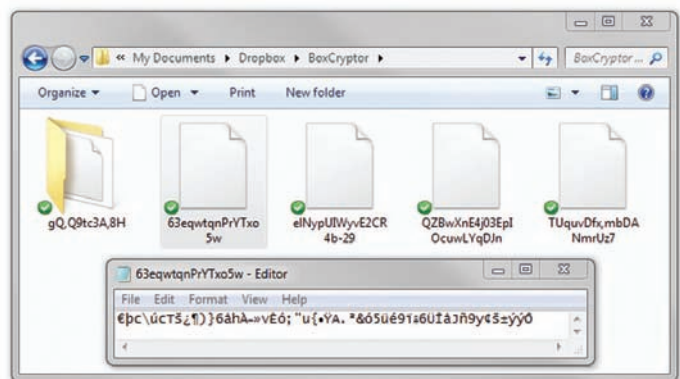 « My Documents ▸ Dropbox ▸ BoxCryptor ▸
BoxCryptor ...
Organize Open Print New folder
gQ,Q9tc3A,8H
63eqwtqnPrYTxo
5w
elNypUlWyvE2CR
4b-29
QZBwXnE4j03EpI
OcuwLYqDJn
TUquvDfx,mbDA
NmrUz7
63eqwtqnPrYTxo5w - Editor
File Edit Format View Help